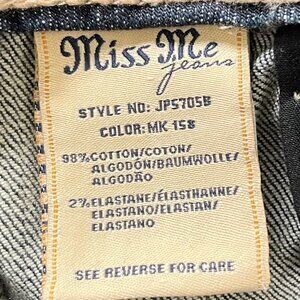 Miss Me
jeans
STYLE NO: JP5705B
COLOR: MK 158
98% COTTON/COTON/
ALGODÓN/BAUMWOLLE/
ALGODÃO
2% ELASTANE/ÉLASTHANNE/
ELASTANO/ELASTAN/
ELASTANO
SEE REVERSE FOR CARE